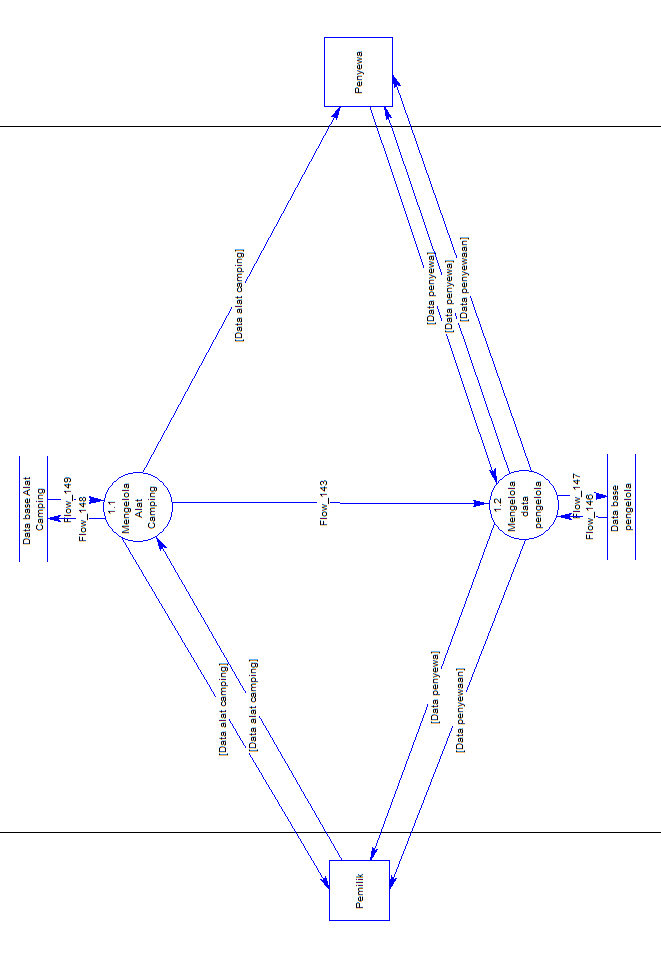 Penyewa
[Data alat camping]
[Data penyewa]
[Data penyewa]
[Data penyewaan]
Data base Alat
Camping
Flow_149
Flow_148
1.1
Mengelola
Alat
Camping
Flow_143
1.2
Mengelola
data
pengelola
Flow_147
Flow_146
Data base
pengelola
[Data alat camping]
[Data alat camping]
[Data penyewa]
[Data penyewaan]
Pemilik